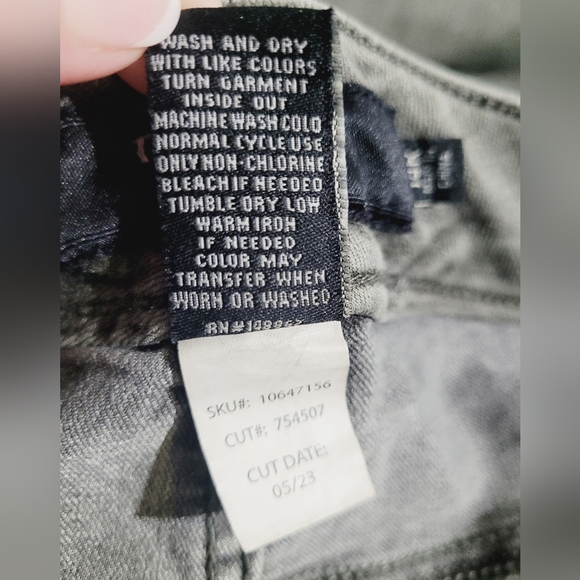 WASH AND DRY
WITH LIKE COLORS
TURN GARMENT
INSIDE OUT
MACHINE WASH COLD
NORMAL CYCLE USE
ONLY NON-CHLORINE
BLEACH IF NEEDED
TUMBLE DRY LOW
WARM IRON
IF NEEDED
COLOR MAY
TRANSFER WHEN
WORN OR WASHED
SKU#: 10647156
CUT#: 754507
CUT DATE:
05/23